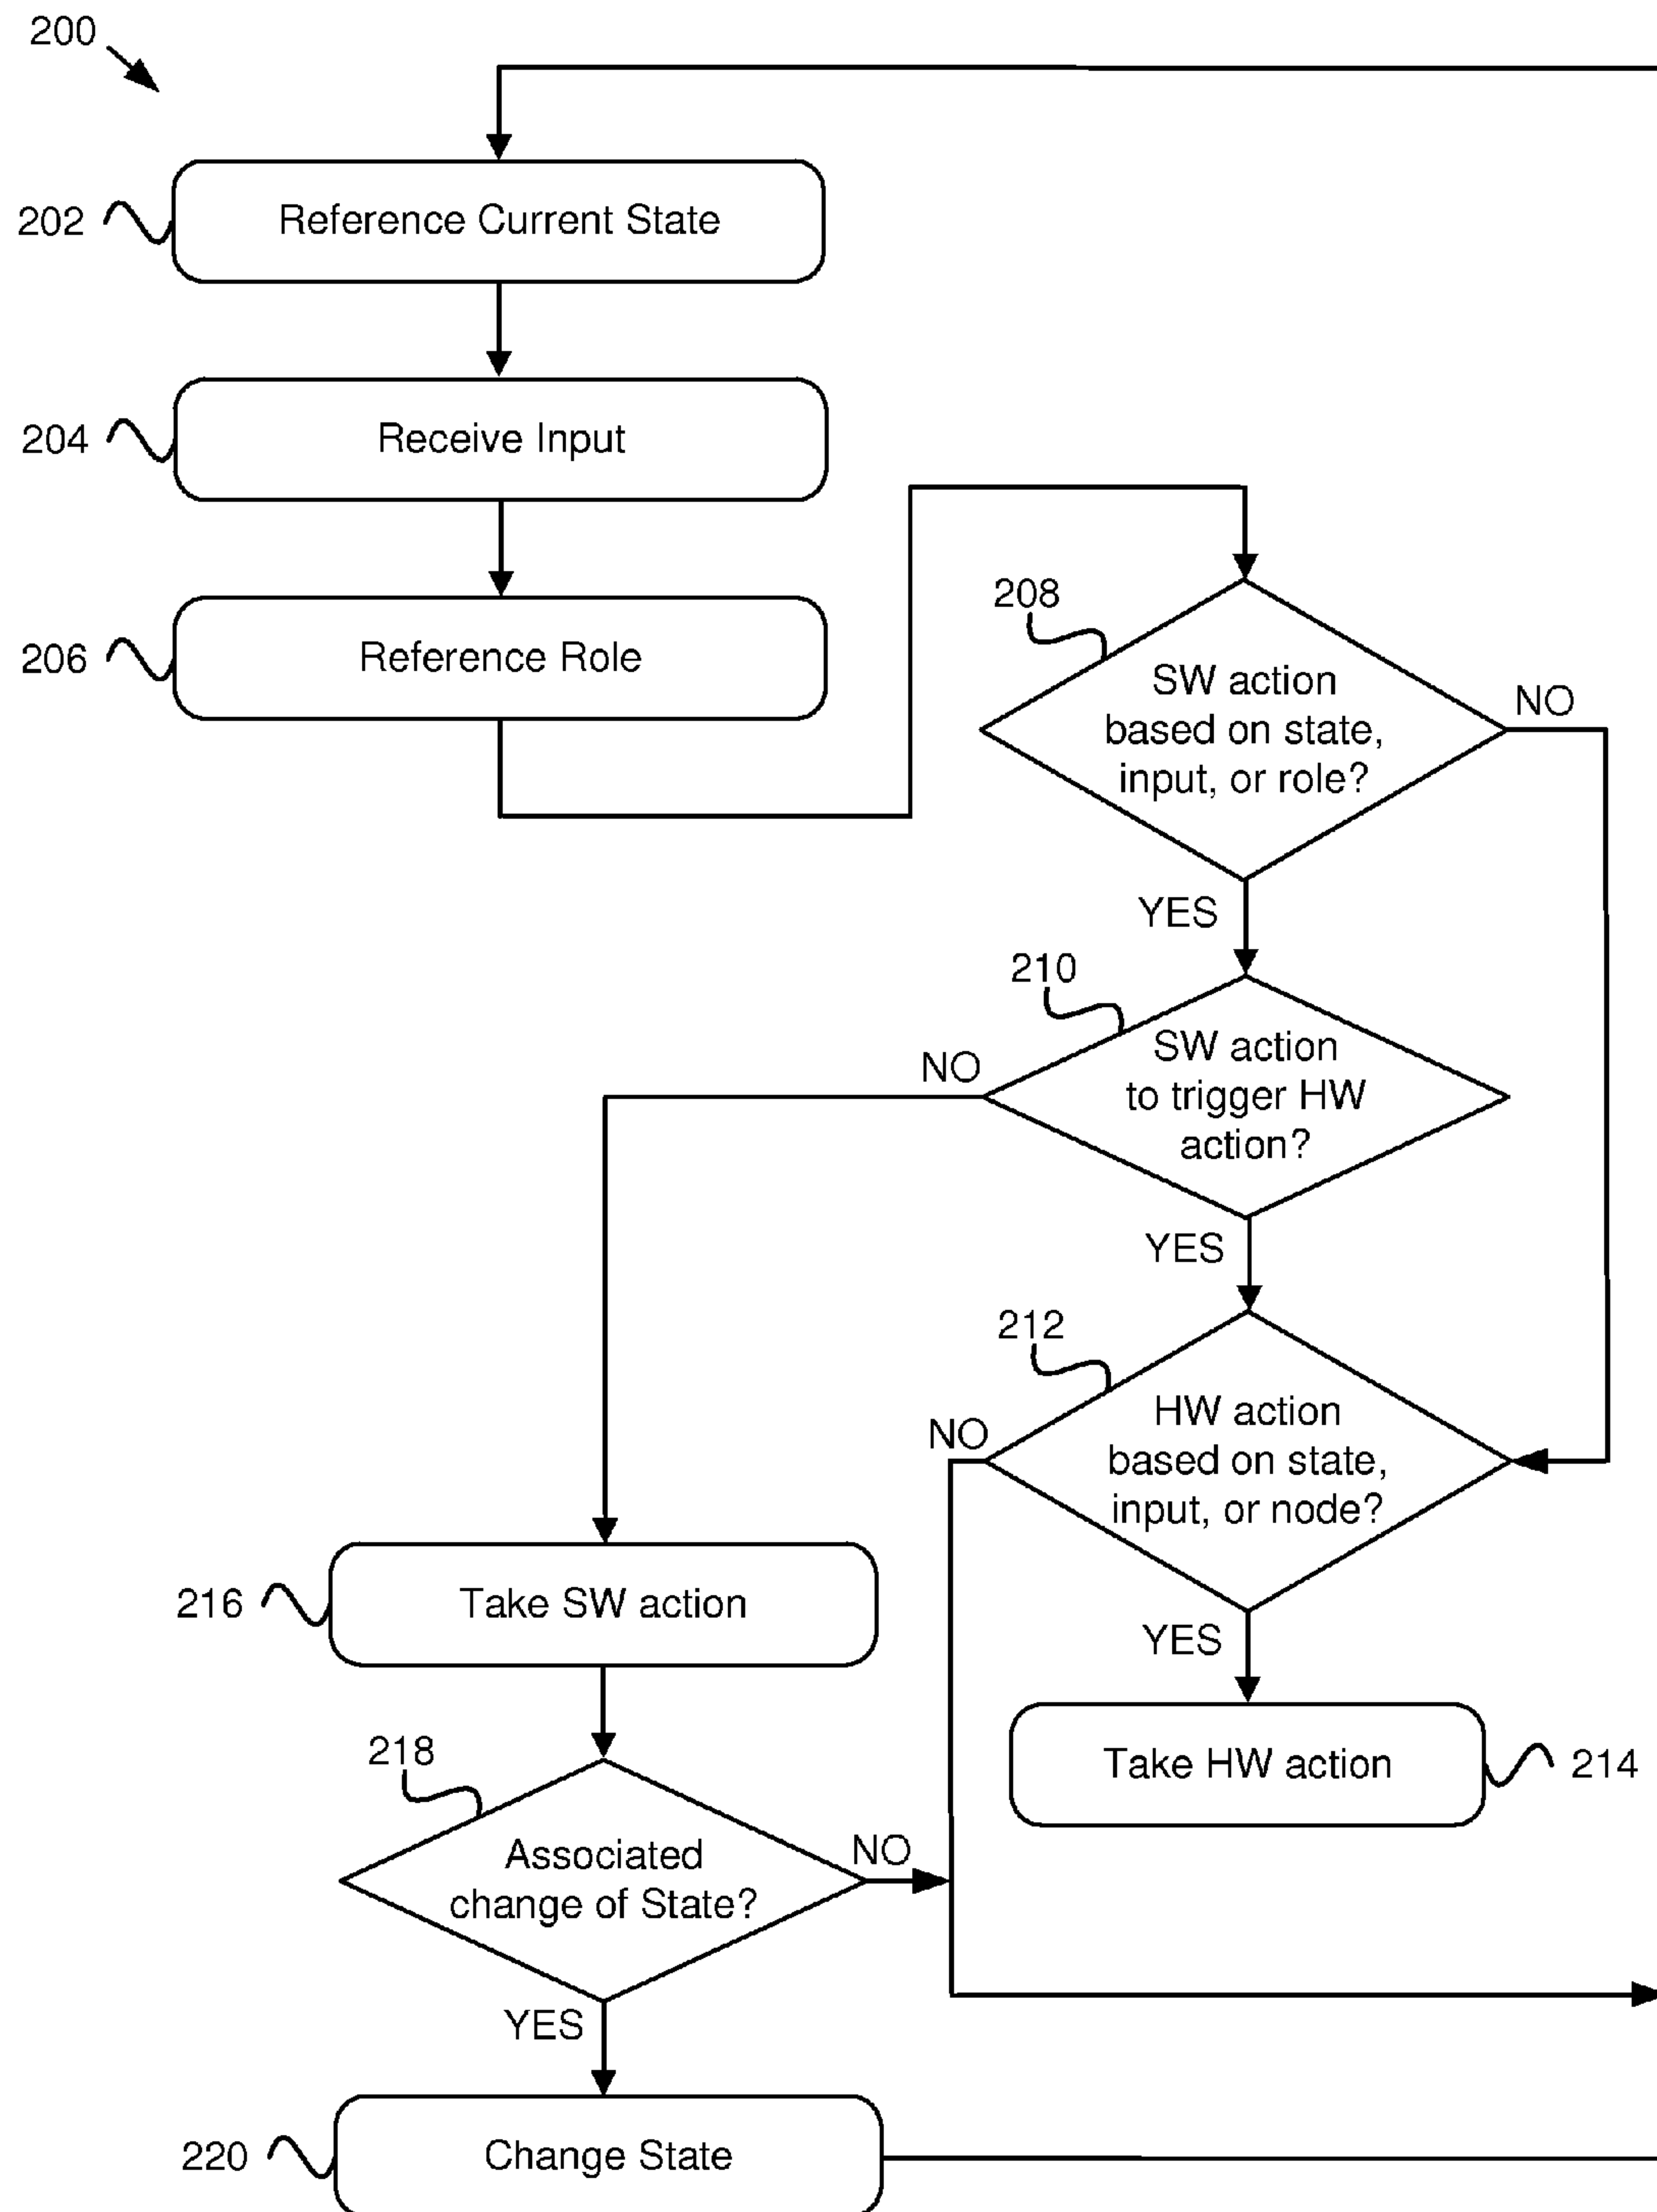 200
202
Reference Current State
204
Receive Input
206
Reference Role
208
SW action
based on state,
input, or role?
NO
YES
210
SW action
to trigger HW
action?
NO
YES
212
HW action
based on state,
input, or node?
NO
YES
216
Take SW action
Take HW action
214
218
Associated
change of State?
NO
YES
220
Change State